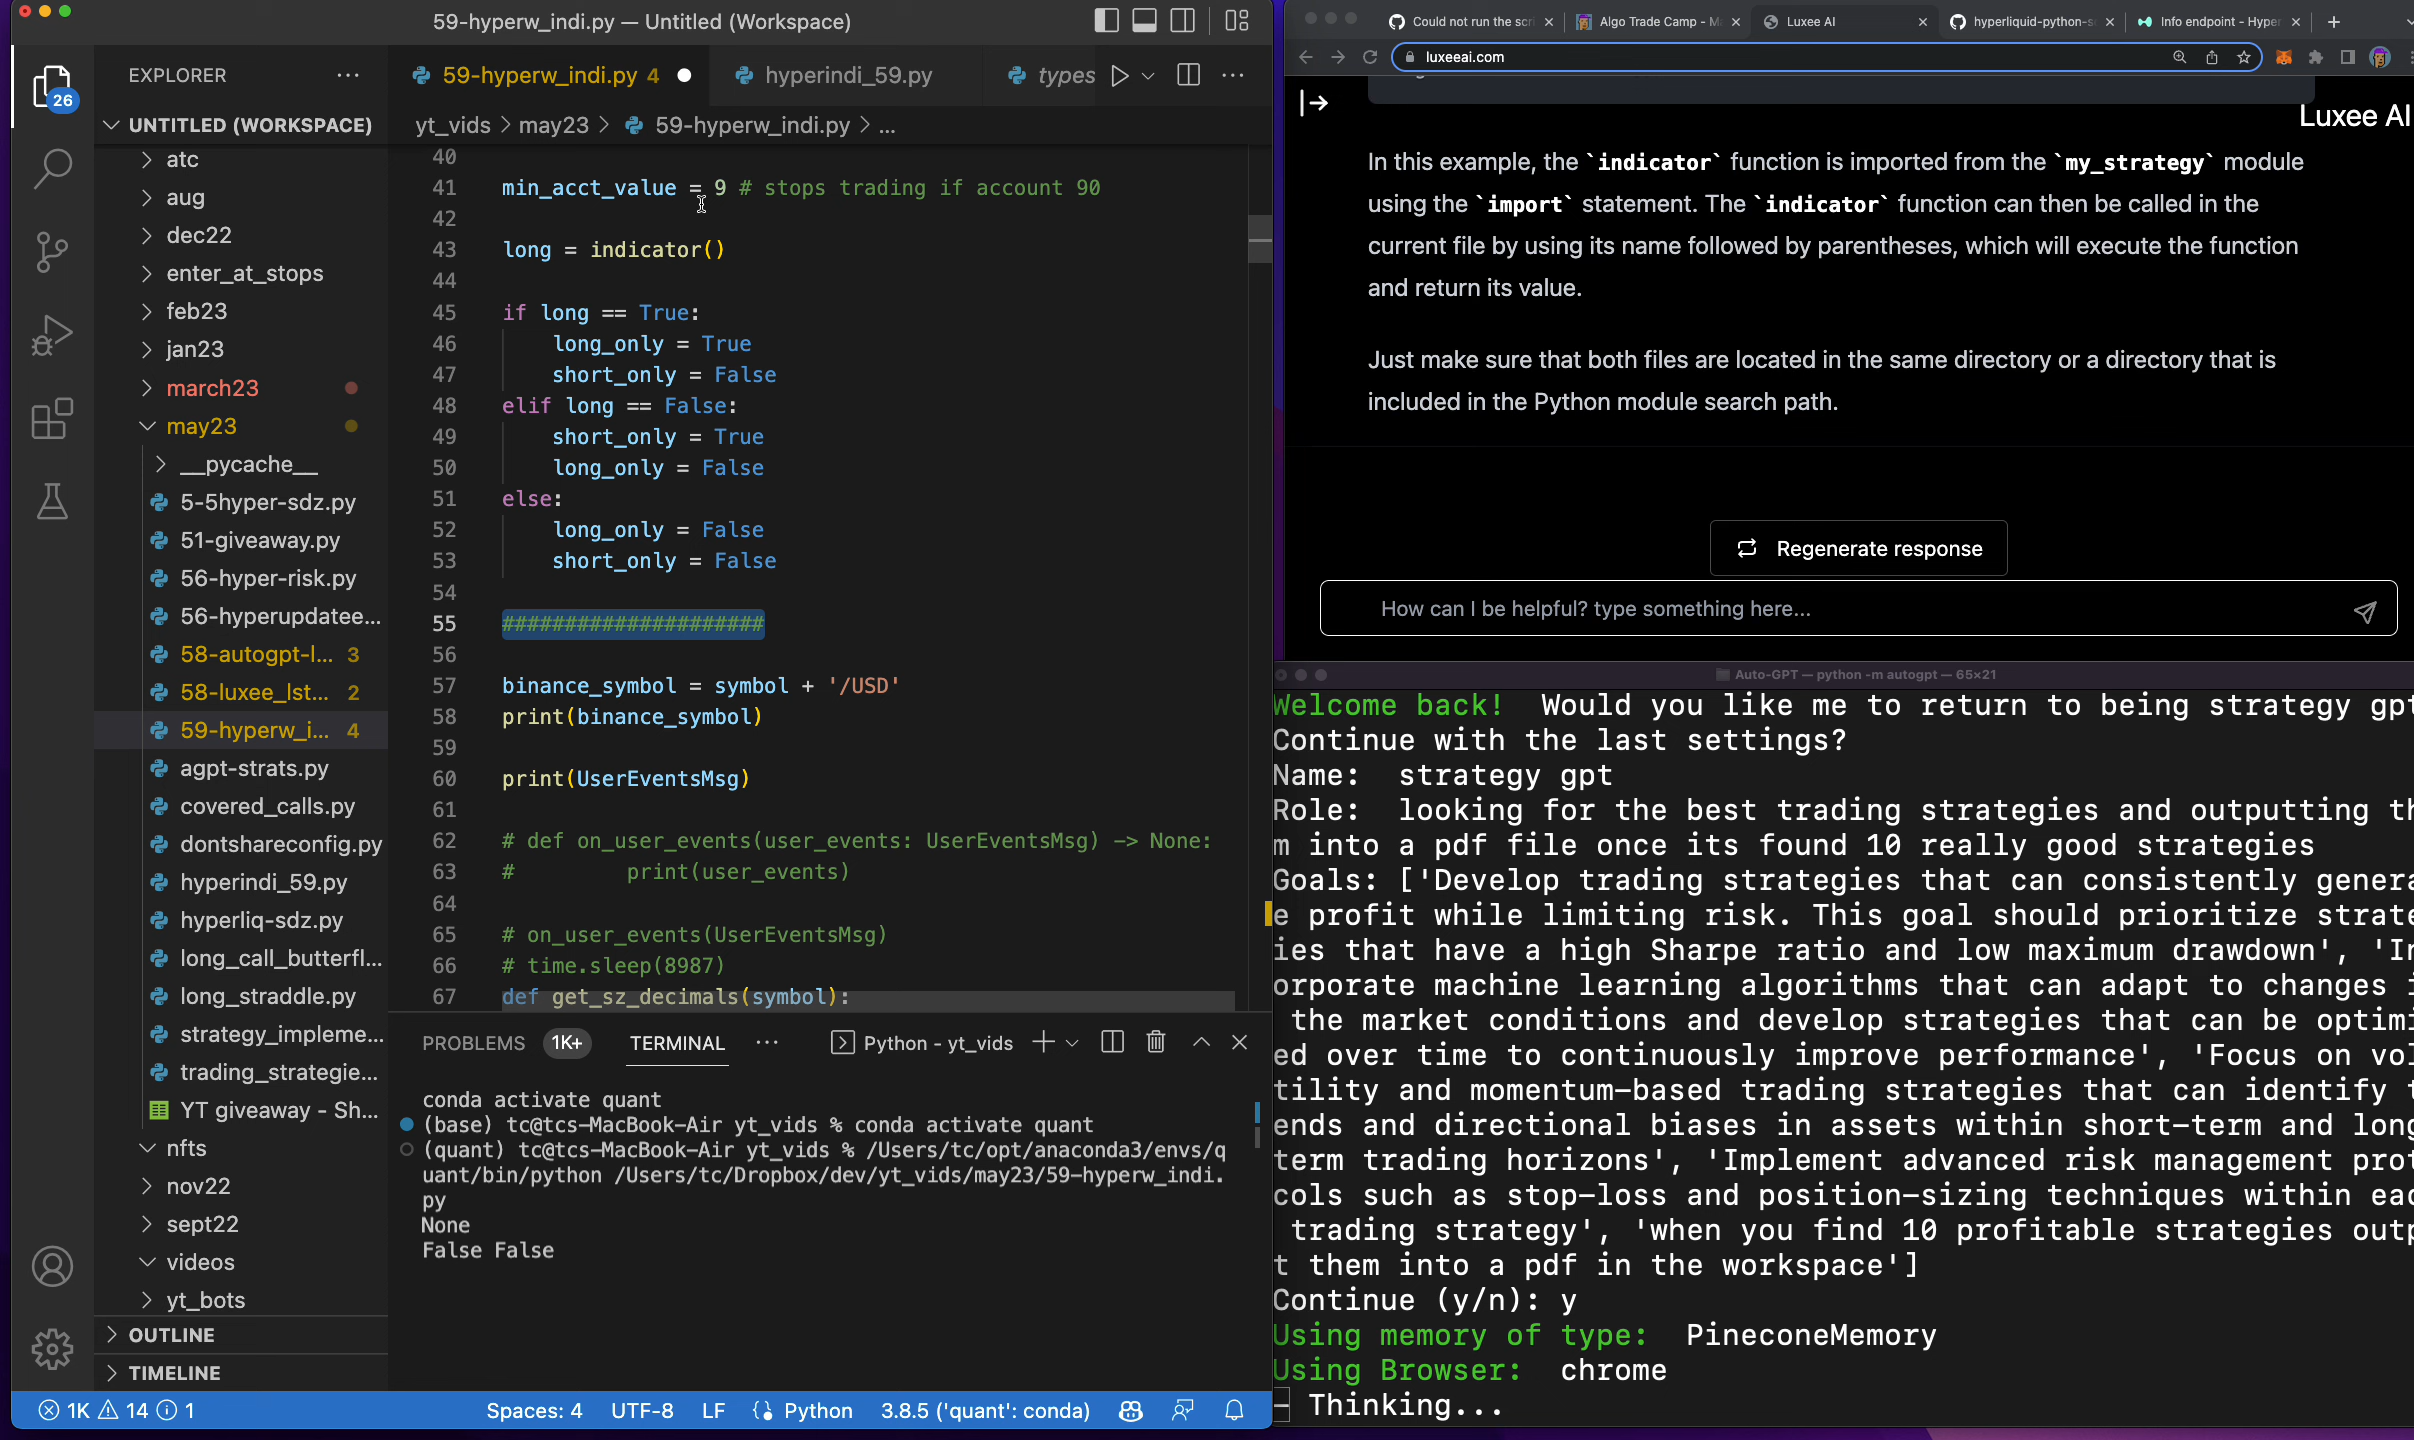 59-hyperw_indi.py — Untitled (Workspace)
EXPLORER
26
UNTITLED (WORKSPACE)
atc
aug
dec22
enter_at_stops
feb23
jan23
march23
may23
__pycache__
5-5hyper-sdz.py
51-giveaway.py
56-hyper-risk.py
56-hyperupdatee...
58-autogpt-l... 3
58-luxee_lst... 2
59-hyperw_i... 4
agpt-strats.py
covered_calls.py
dontshareconfig.py
hyperindi_59.py
hyperliq-sdz.py
long_call_butterfl...
long_straddle.py
strategy_impleme...
trading_strategie...
YT giveaway - Sh...
nfts
nov22
sept22
videos
yt_bots
OUTLINE
TIMELINE
59-hyperw_indi.py 4
hyperindi_59.py
types
yt_vids > may23 > 59-hyperw_indi.py > ...
40
41 min_acct_value = 9 # stops trading if account 90
42
43 long = indicator()
44
45 if long == True:
46 long_only = True
47 short_only = False
48 elif long == False:
49 short_only = True
50 long_only = False
51 else:
52 long_only = False
53 short_only = False
54
55 #####################
56
57 binance_symbol = symbol + '/USD'
58 print(binance_symbol)
59
60 print(UserEventsMsg)
61
62 # def on_user_events(user_events: UserEventsMsg) -> None:
63 # print(user_events)
64
65 # on_user_events(UserEventsMsg)
66 # time.sleep(8987)
67 def get_sz_decimals(symbol):
PROBLEMS 1K+ TERMINAL ... Python - yt_vids
conda activate quant
(base) tc@tcs-MacBook-Air yt_vids % conda activate quant
(quant) tc@tcs-MacBook-Air yt_vids % /Users/tc/opt/anaconda3/envs/q
uant/bin/python /Users/tc/Dropbox/dev/yt_vids/may23/59-hyperw_indi.
py
None
False False
1K 14 1 Spaces: 4 UTF-8 LF Python 3.8.5 ('quant': conda)
Could not run the scri
Algo Trade Camp - M
Luxee AI
hyperliquid-python-s
Info endpoint - Hyper
luxeeai.com
Luxee AI
In this example, the `indicator` function is imported from the `my_strategy` module
using the `import` statement. The `indicator` function can then be called in the
current file by using its name followed by parentheses, which will execute the function
and return its value.
Just make sure that both files are located in the same directory or a directory that is
included in the Python module search path.
Regenerate response
How can I be helpful? type something here...
Auto-GPT — python -m autogpt — 65×21
Welcome back! Would you like me to return to being strategy gpt
Continue with the last settings?
Name: strategy gpt
Role: looking for the best trading strategies and outputting th
m into a pdf file once its found 10 really good strategies
Goals: ['Develop trading strategies that can consistently genera
e profit while limiting risk. This goal should prioritize strate
ies that have a high Sharpe ratio and low maximum drawdown', 'In
orporate machine learning algorithms that can adapt to changes i
the market conditions and develop strategies that can be optimi
ed over time to continuously improve performance', 'Focus on vol
tility and momentum-based trading strategies that can identify t
ends and directional biases in assets within short-term and long
term trading horizons', 'Implement advanced risk management prot
cols such as stop-loss and position-sizing techniques within eac
trading strategy', 'when you find 10 profitable strategies outp
t them into a pdf in the workspace']
Continue (y/n): y
Using memory of type: PineconeMemory
Using Browser: chrome
- Thinking...